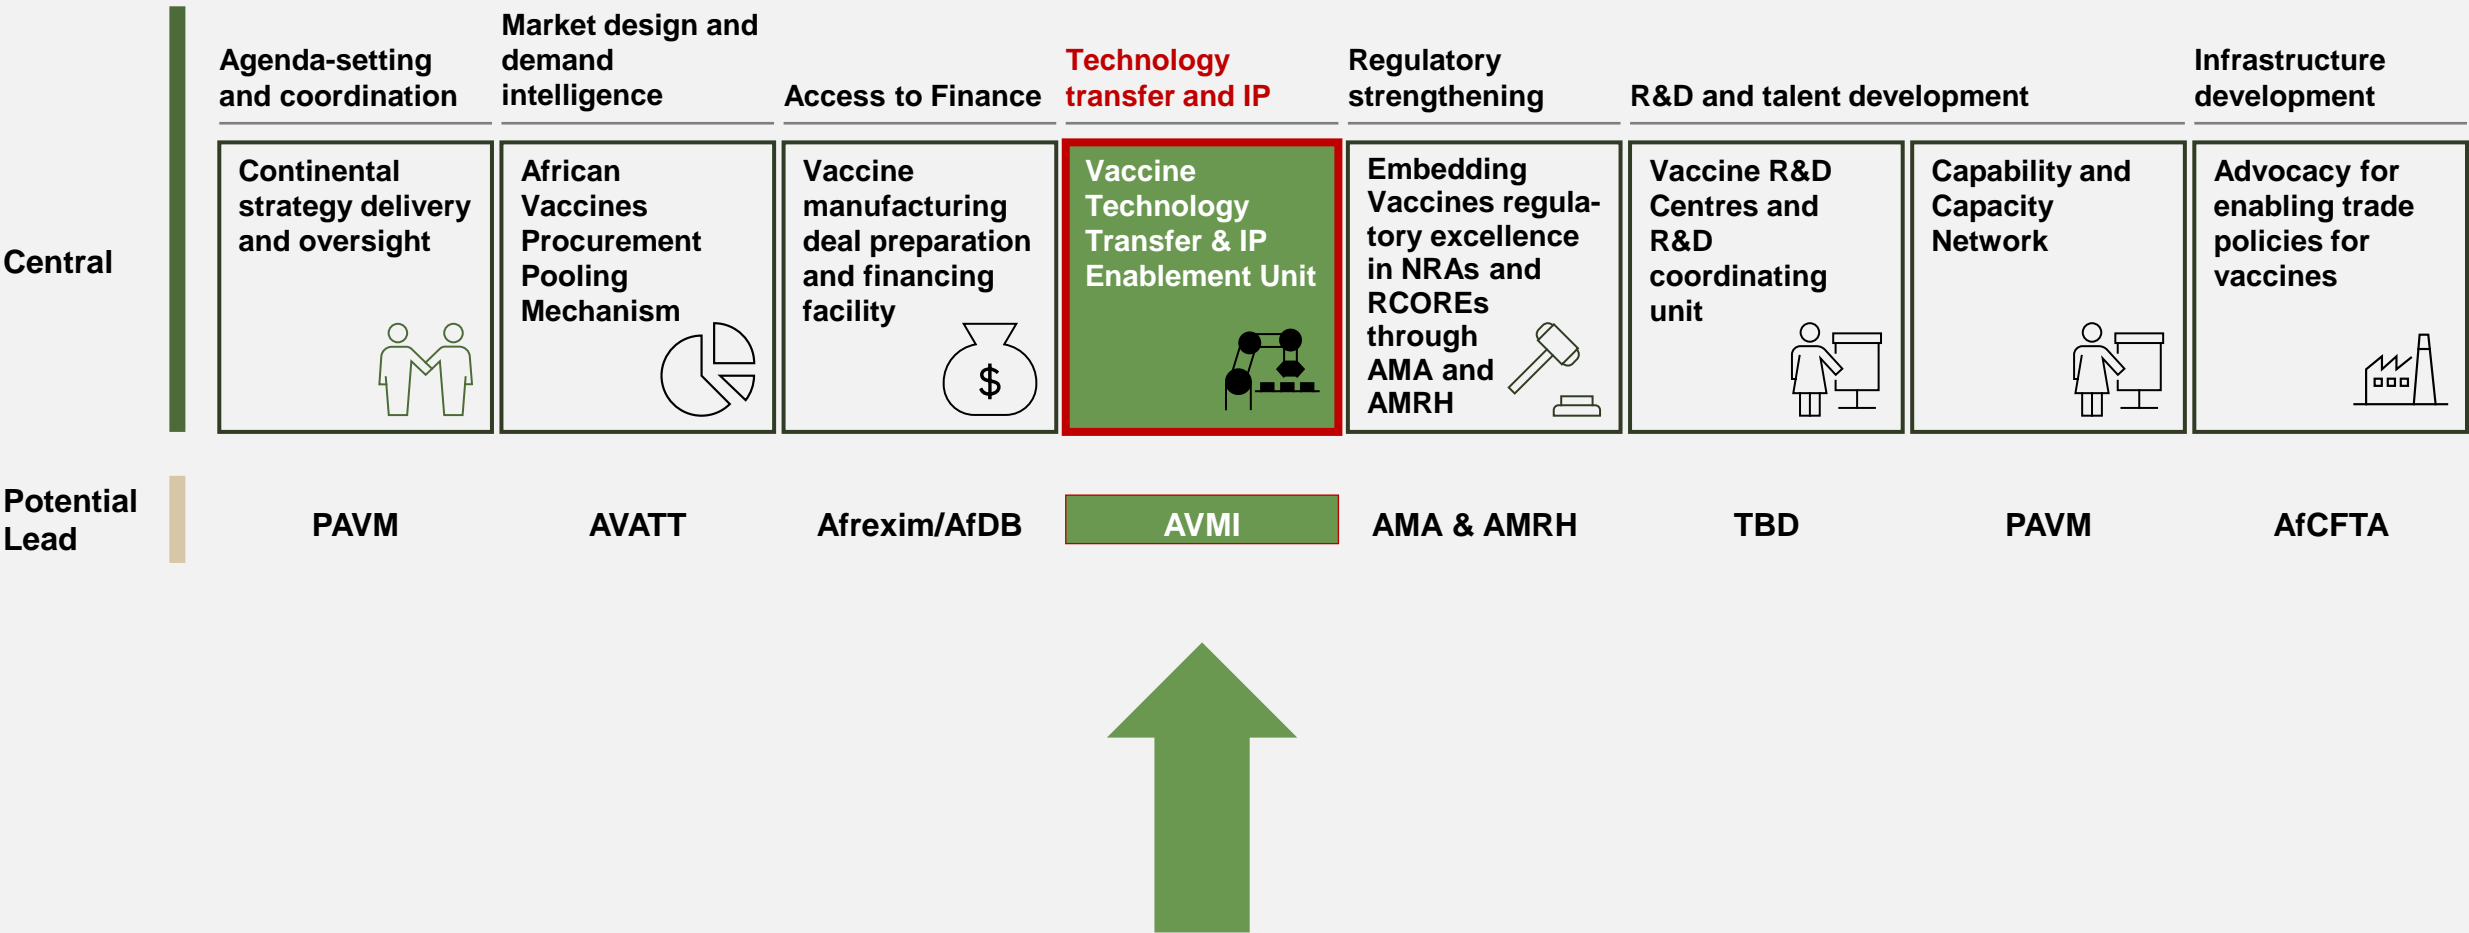 Agenda-setting
and coordination
Market design and
demand
intelligence
Access to Finance
Technology
transfer and IP
Regulatory
strengthening
R&D and talent development
Infrastructure
development
Central
Continental
strategy delivery
and oversight
African
Vaccines
Procurement
Pooling
Mechanism
Vaccine
manufacturing
deal preparation
and financing
facility
$
Vaccine
Technology
Transfer & IP
Enablement Unit
Embedding
Vaccines regula-
tory excellence
in NRAs and
RCOREs
through
AMA and
AMRH
Vaccine R&D
Centres and
R&D
coordinating
unit
Capability and
Capacity
Network
Advocacy for
enabling trade
policies for
vaccines
Potential
Lead
PAVM
AVATT
Afrexim/AfDB
AVMI
AMA & AMRH
TBD
PAVM
AfCFTA